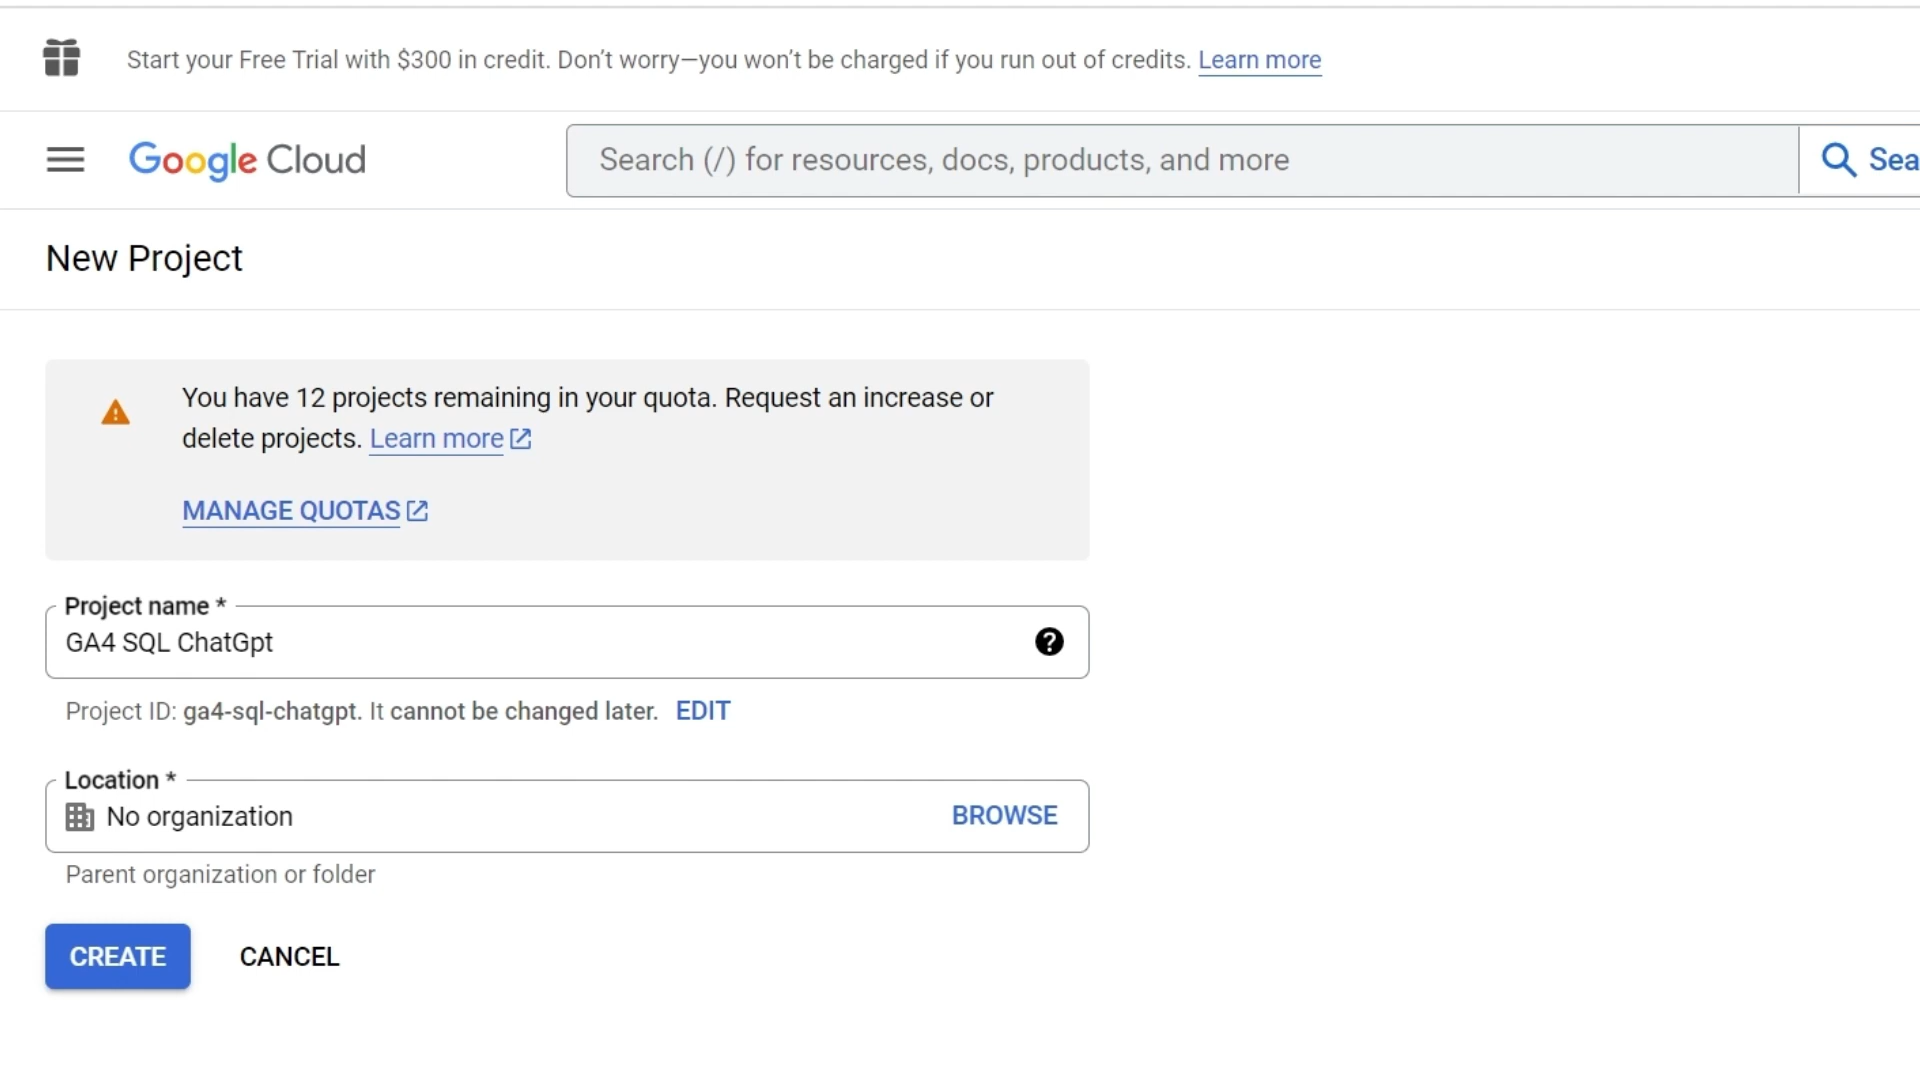 Start your Free Trial with $300 in credit. Don’t worry—you won’t be charged if you run out of credits. Learn more
Google Cloud
Search (/) for resources, docs, products, and more
Sea
New Project
You have 12 projects remaining in your quota. Request an increase or
delete projects. Learn more
MANAGE QUOTAS
Project name *
GA4 SQL ChatGpt
Project ID: ga4-sql-chatgpt. It cannot be changed later. EDIT
Location *
No organization
BROWSE
Parent organization or folder
CREATE
CANCEL